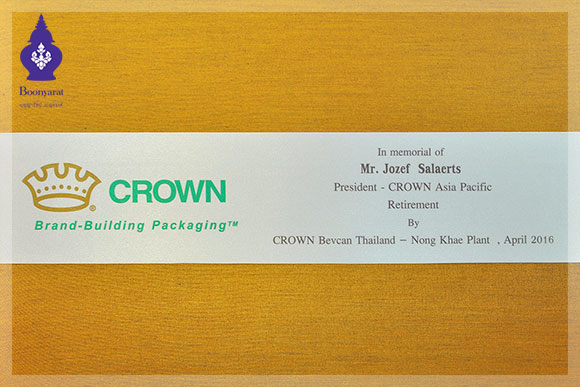 Boonyarat
CROWN
®
Brand-Building Packaging™
In memorial of
Mr. Jozef Salaerts
President - CROWN Asia Pacific
Retirement
By
CROWN Bevcan Thailand – Nong Khae Plant , April 2016